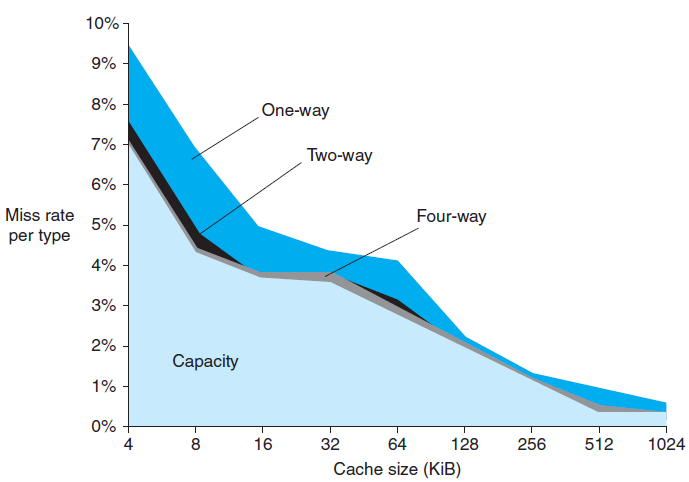 10%
9%
8%
7%
6%
5%
4%
3%
2%
1%
0%
Miss rate
per type
One-way
Two-way
Four-way
Capacity
4 8 16 32 64 128 256 512 1024
Cache size (KiB)